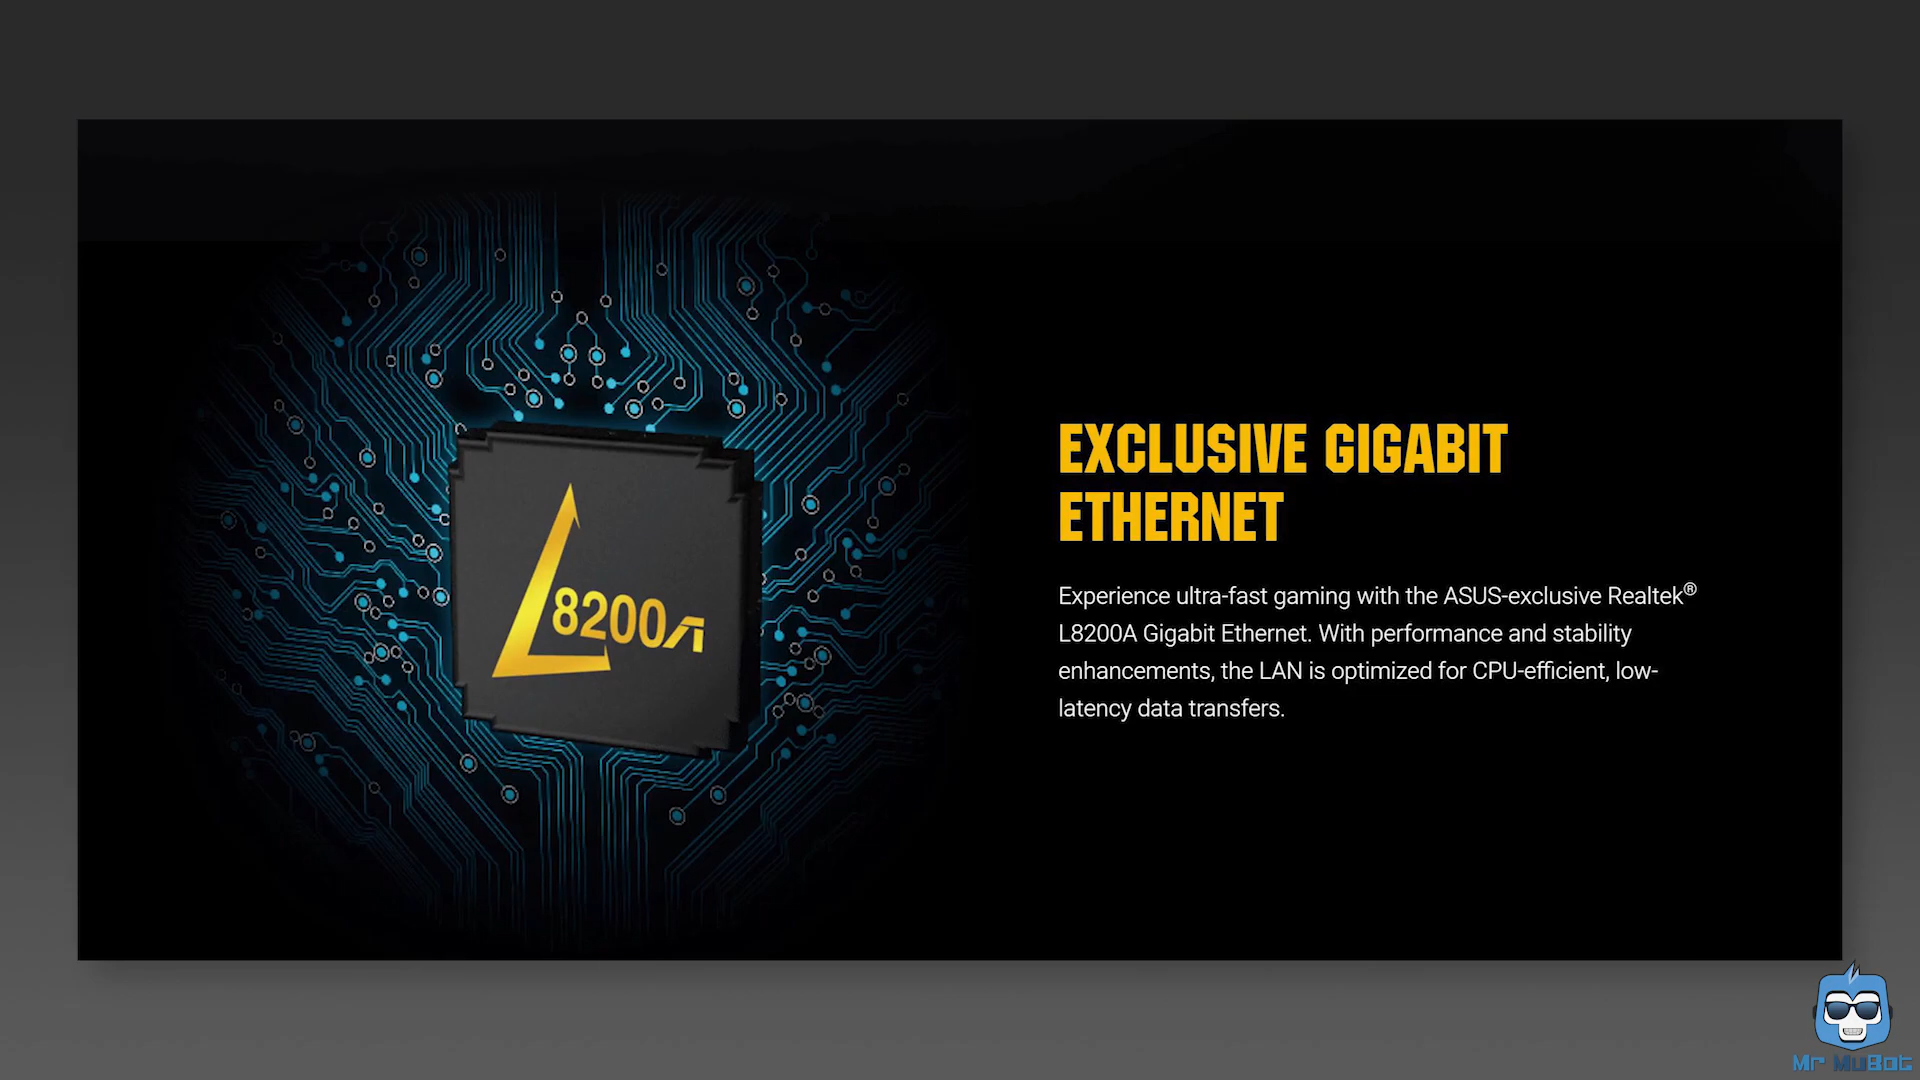 EXCLUSIVE GIGABIT
ETHERNET
Experience ultra-fast gaming with the ASUS-exclusive Realtek®
L8200A Gigabit Ethernet. With performance and stability
enhancements, the LAN is optimized for CPU-efficient, low-
latency data transfers.
L8200A
Mr MuBot